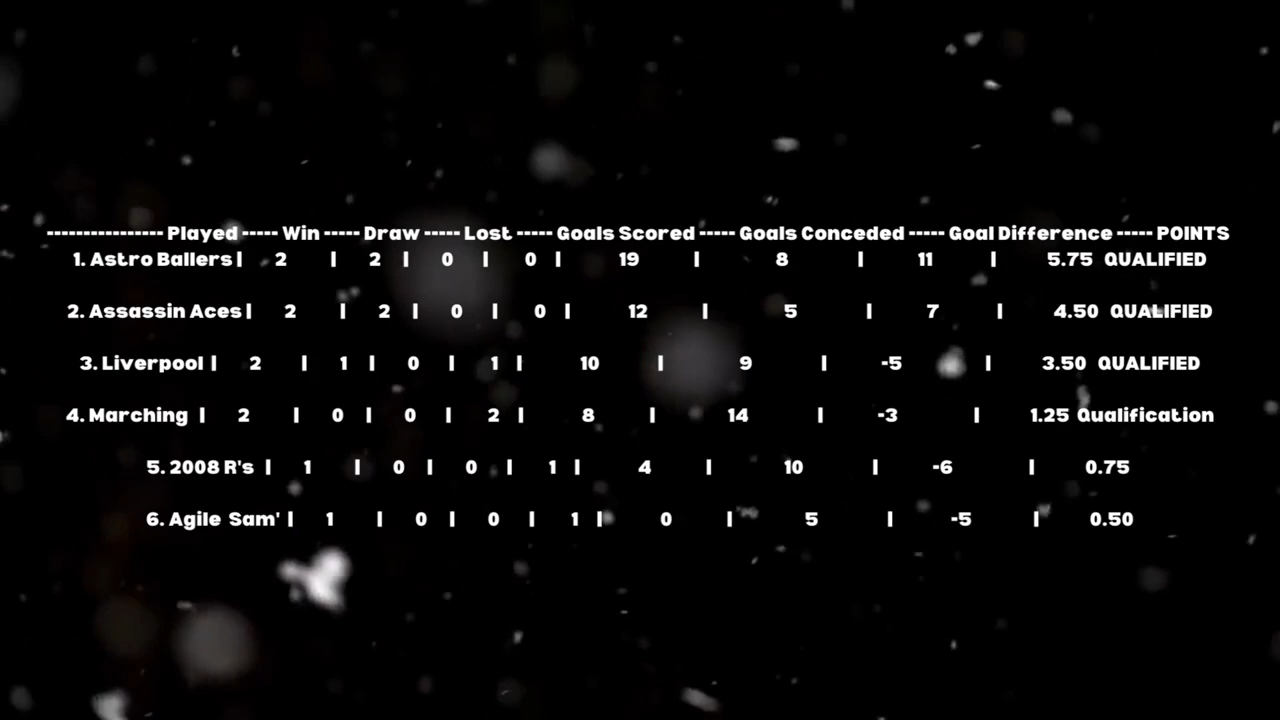 ---------------- Played ----- Win ----- Draw ----- Lost ----- Goals Scored ----- Goals Conceded ----- Goal Difference ----- POINTS
1. Astro Ballers | 2 | 2 | 0 | 0 | 19 | 8 | 11 | 5.75 QUALIFIED
2. Assassin Aces | 2 | 2 | 0 | 0 | 12 | 5 | 7 | 4.50 QUALIFIED
3. Liverpool | 2 | 1 | 0 | 1 | 10 | 9 | -5 | 3.50 QUALIFIED
4. Marching | 2 | 0 | 0 | 2 | 8 | 14 | -3 | 1.25 Qualification
5. 2008 R's | 1 | 0 | 0 | 1 | 4 | 10 | -6 | 0.75
6. Agile Sam' | 1 | 0 | 0 | 1 | 0 | 5 | -5 | 0.50